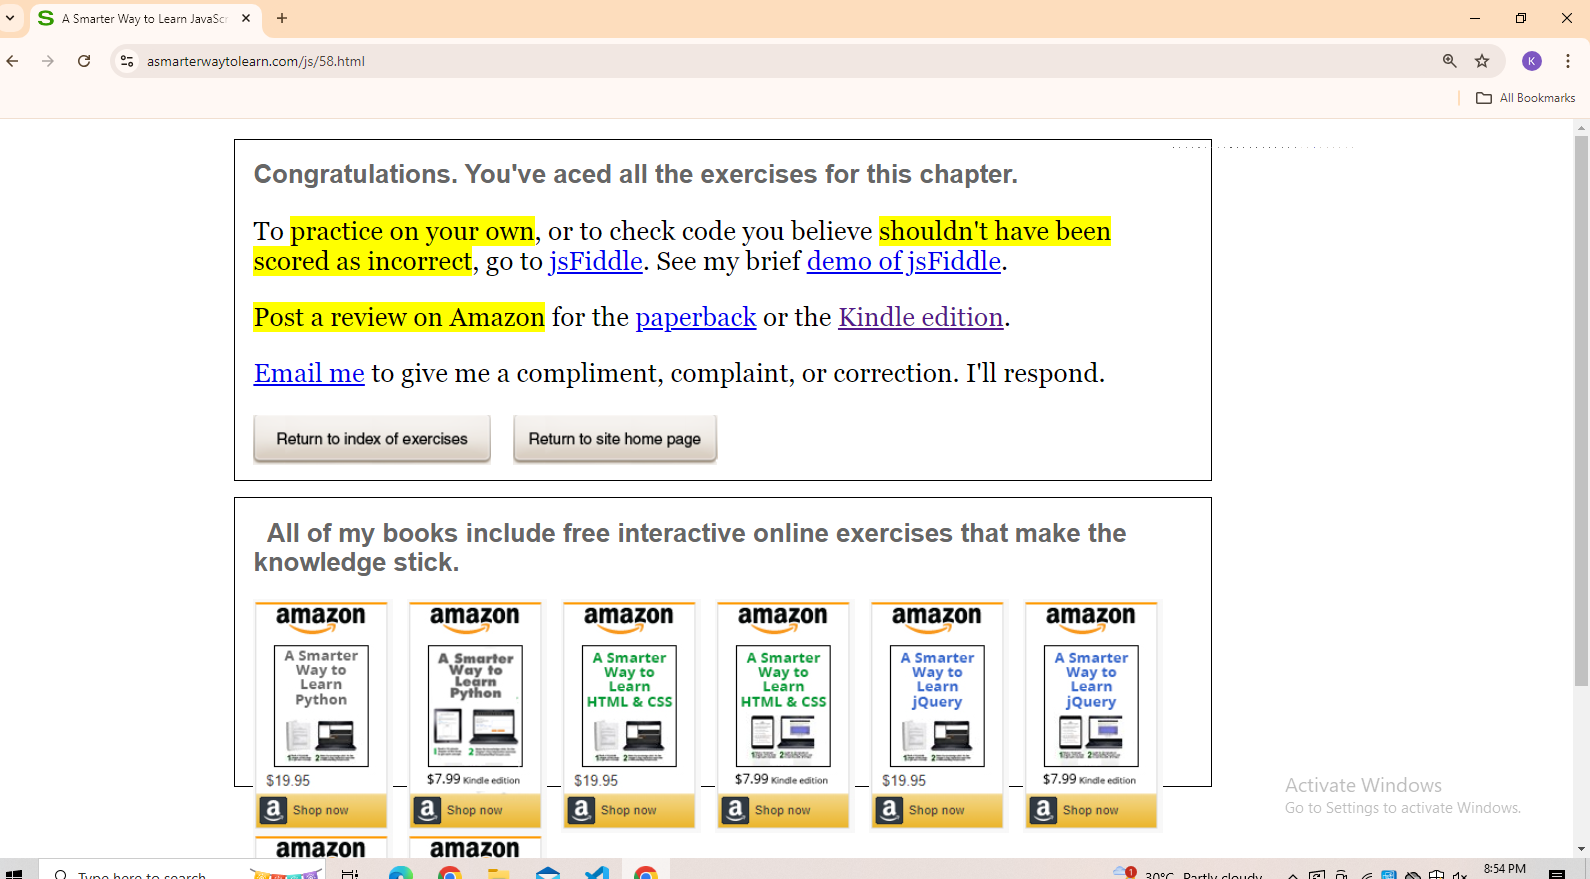 A Smarter Way to Learn JavaScr
asmarterwaytolearn.com/js/58.html
K
All Bookmarks
Congratulations. You've aced all the exercises for this chapter.
To practice on your own, or to check code you believe shouldn't have been
scored as incorrect, go to jsFiddle. See my brief demo of jsFiddle.
Post a review on Amazon for the paperback or the Kindle edition.
Email me to give me a compliment, complaint, or correction. I'll respond.
Return to index of exercises Return to site home page
All of my books include free interactive online exercises that make the
knowledge stick.
amazon amazon amazon amazon amazon amazon
A Smarter A Smarter A Smarter A Smarter A Smarter A Smarter
Way to Way to Way to Way to Way to Way to
Learn Learn Learn Learn Learn Learn
Python Python HTML & CSS HTML & CSS jQuery jQuery
$19.95 $7.99 Kindle edition $19.95 $7.99 Kindle edition $19.95 $7.99 Kindle edition
a Shop now a Shop now a Shop now a Shop now a Shop now a Shop now
amazon amazon
Activate Windows
Go to Settings to activate Windows.
Type here to search
1
30°C Partly cloudy
8:54 PM